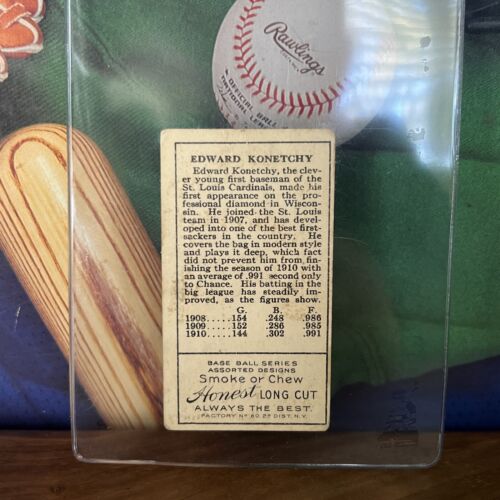 Rawlings
OFFICIAL BALL
NATIONAL LEA
EDWARD KONETCHY
Edward Konetchy, the clev-
er young first baseman of the
St. Louis Cardinals, made his
first appearance on the pro-
fessional diamond in Wiscon-
sin. He joined the St. Louis
team in 1907, and has devel-
oped into one of the best first-
sackers in the country. He
covers the bag in modern style
and plays it deep, which fact
did not prevent him from fin-
ishing the season of 1910 with
an average of .991 second only
to Chance. His batting in the
big league has steadily im-
proved, as the figures show.
G. B. F.
1908.....154 .248 .986
1909.....152 .286 .985
1910.....144 .302 .991
BASE BALL SERIES
ASSORTED DESIGNS
Smoke or Chew
Honest LONG CUT
ALWAYS THE BEST.
FACTORY Nº 60. 2º DIST. N.Y.